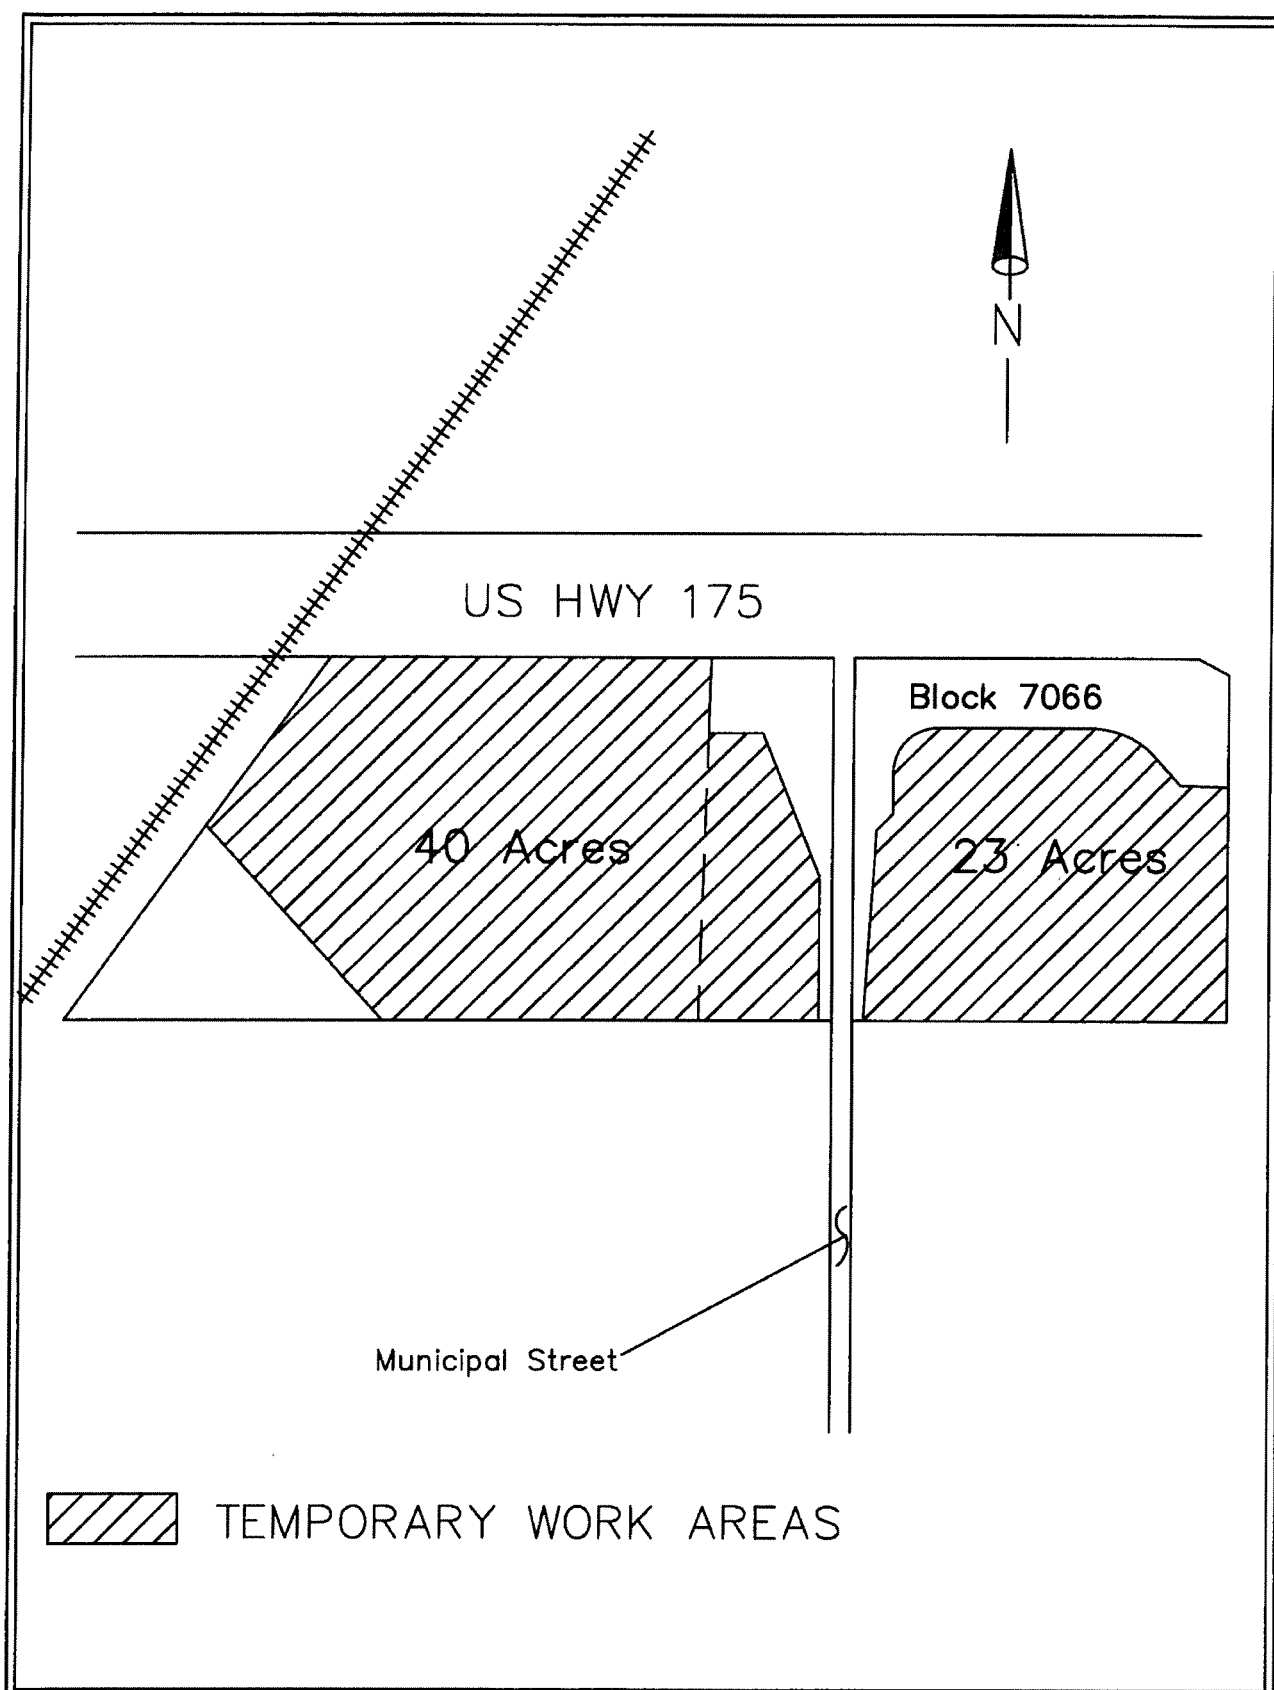 N
US HWY 175
Block 7066
40 Acres
23 Acres
Municipal Street
TEMPORARY WORK AREAS